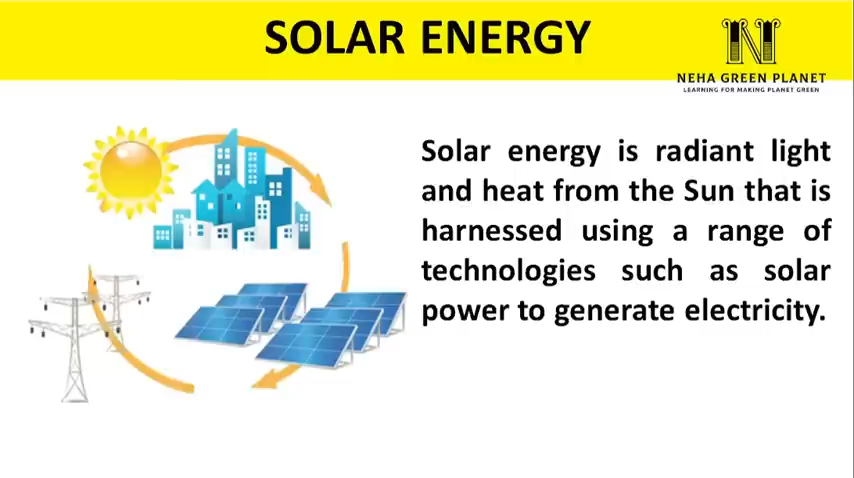 SOLAR ENERGY
N
NEHA GREEN PLANET
LEARNING FOR MAKING PLANET GREEN
Solar energy is radiant light
and heat from the Sun that is
harnessed using a range of
technologies such as solar
power to generate electricity.